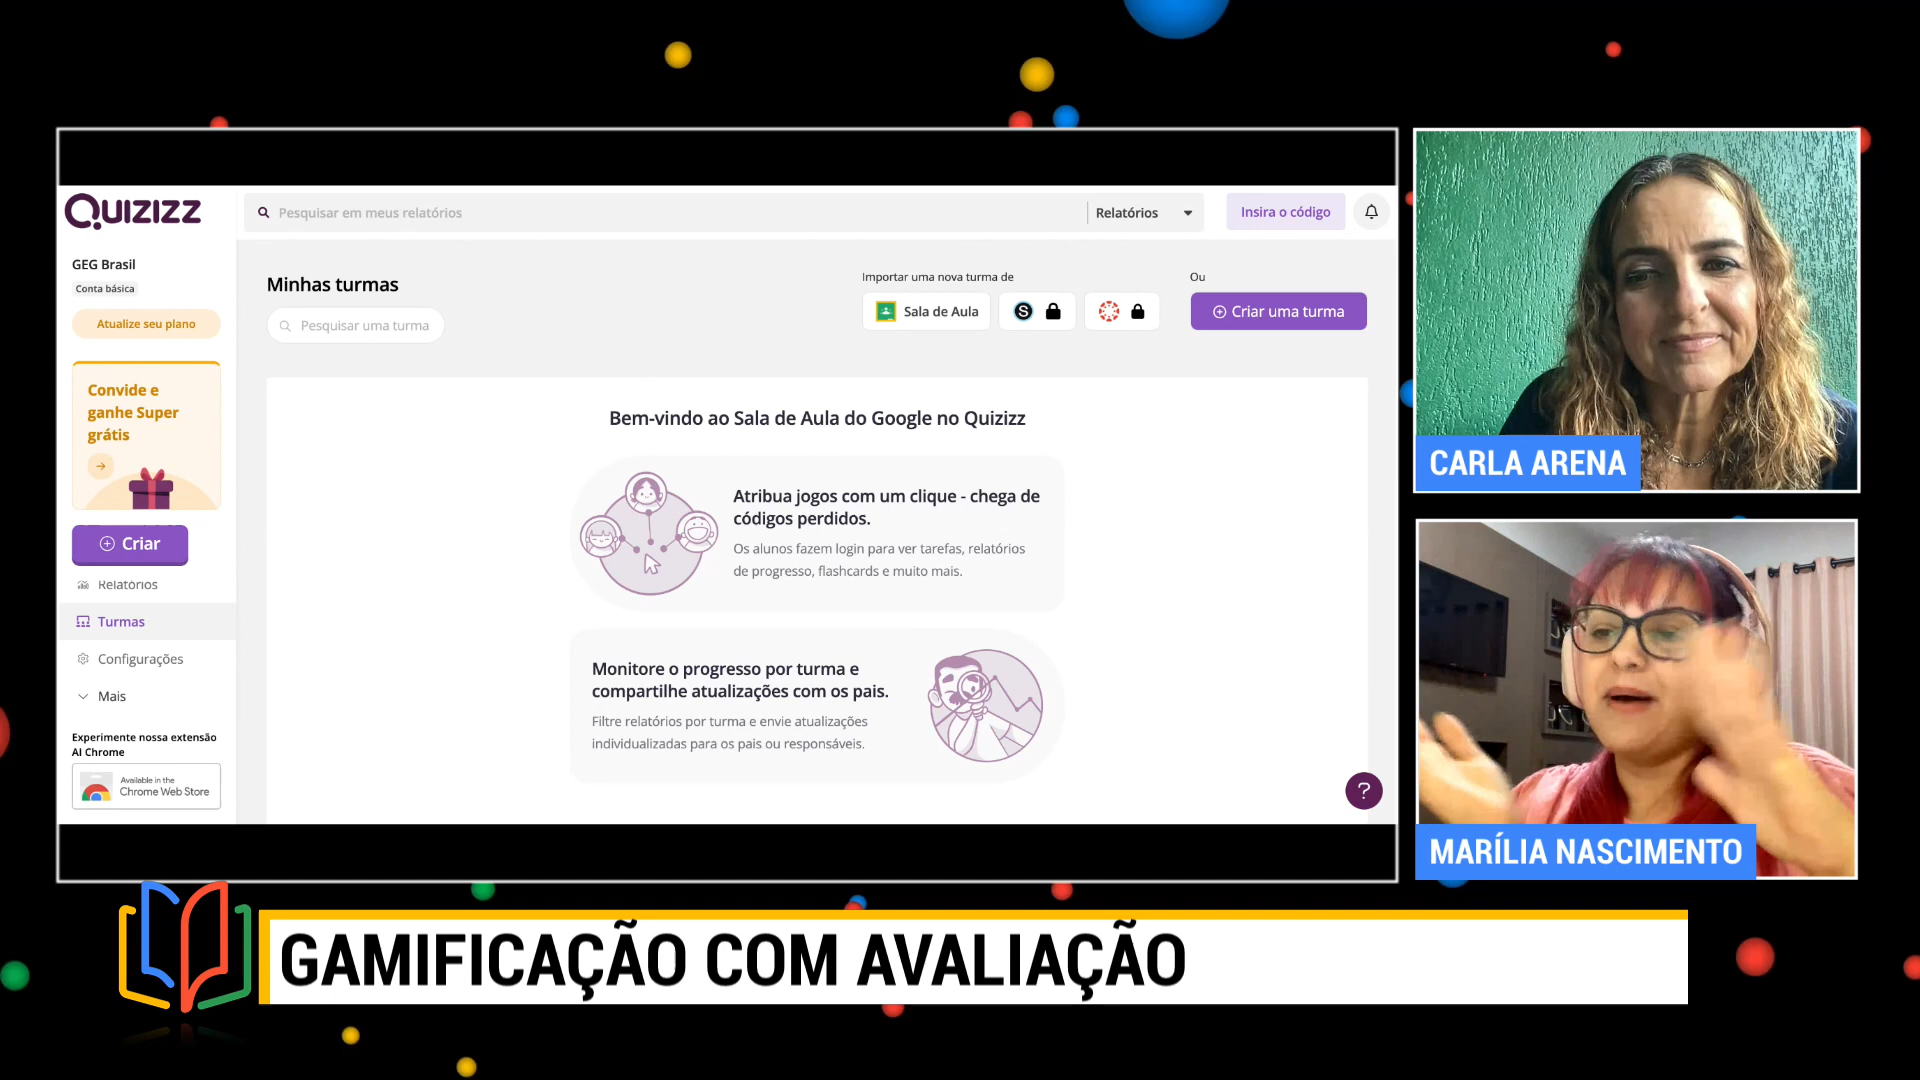 Quizizz
Pesquisar em meus relatórios
Relatórios
Insira o código
GEG Brasil
Conta básica
Atualize seu plano
Convide e
ganhe Super
grátis
Criar
Relatórios
Turmas
Configurações
Mais
Experimente nossa extensão
AI Chrome
Available in the
Chrome Web Store
Minhas turmas
Pesquisar uma turma
Importar uma nova turma de
Sala de Aula
S
Ou
Criar uma turma
Bem-vindo ao Sala de Aula do Google no Quizizz
Atribua jogos com um clique - chega de
códigos perdidos.
Os alunos fazem login para ver tarefas, relatórios
de progresso, flashcards e muito mais.
Monitore o progresso por turma e
compartilhe atualizações com os pais.
Filtre relatórios por turma e envie atualizações
individualizadas para os pais ou responsáveis.
?
CARLA ARENA
MARÍLIA NASCIMENTO
GAMIFICAÇÃO COM AVALIAÇÃO